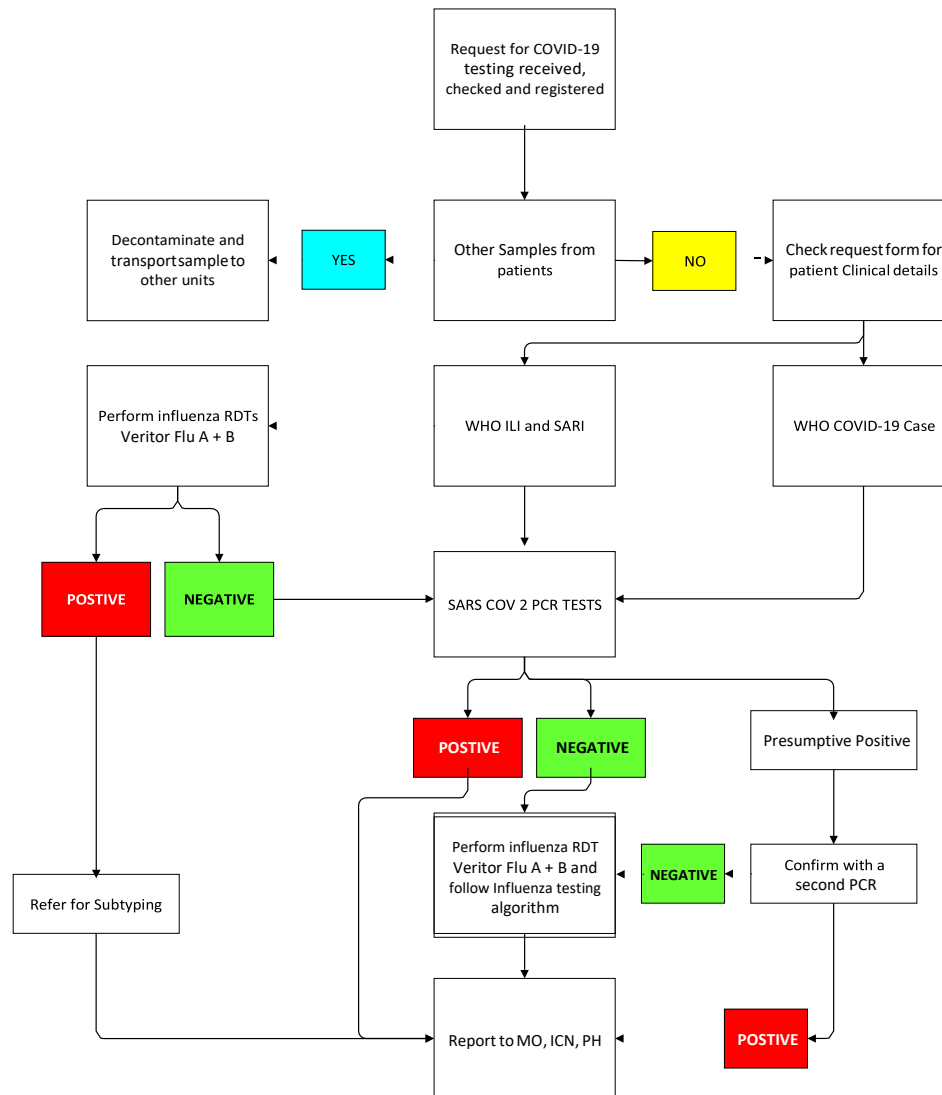 Request for COVID-19
testing received,
checked and registered
Decontaminate and
transport sample to
other units
YES
Other Samples from
patients
NO
Check request form for
patient Clinical details
Perform influenza RDTs
Veritor Flu A + B
WHO ILI and SARI
WHO COVID-19 Case
POSTIVE
NEGATIVE
SARS COV 2 PCR TESTS
POSTIVE
NEGATIVE
Presumptive Positive
Perform influenza RDT
Veritor Flu A + B and
follow Influenza testing
algorithm
NEGATIVE
Confirm with a
second PCR
Refer for Subtyping
Report to MO, ICN, PH
POSTIVE